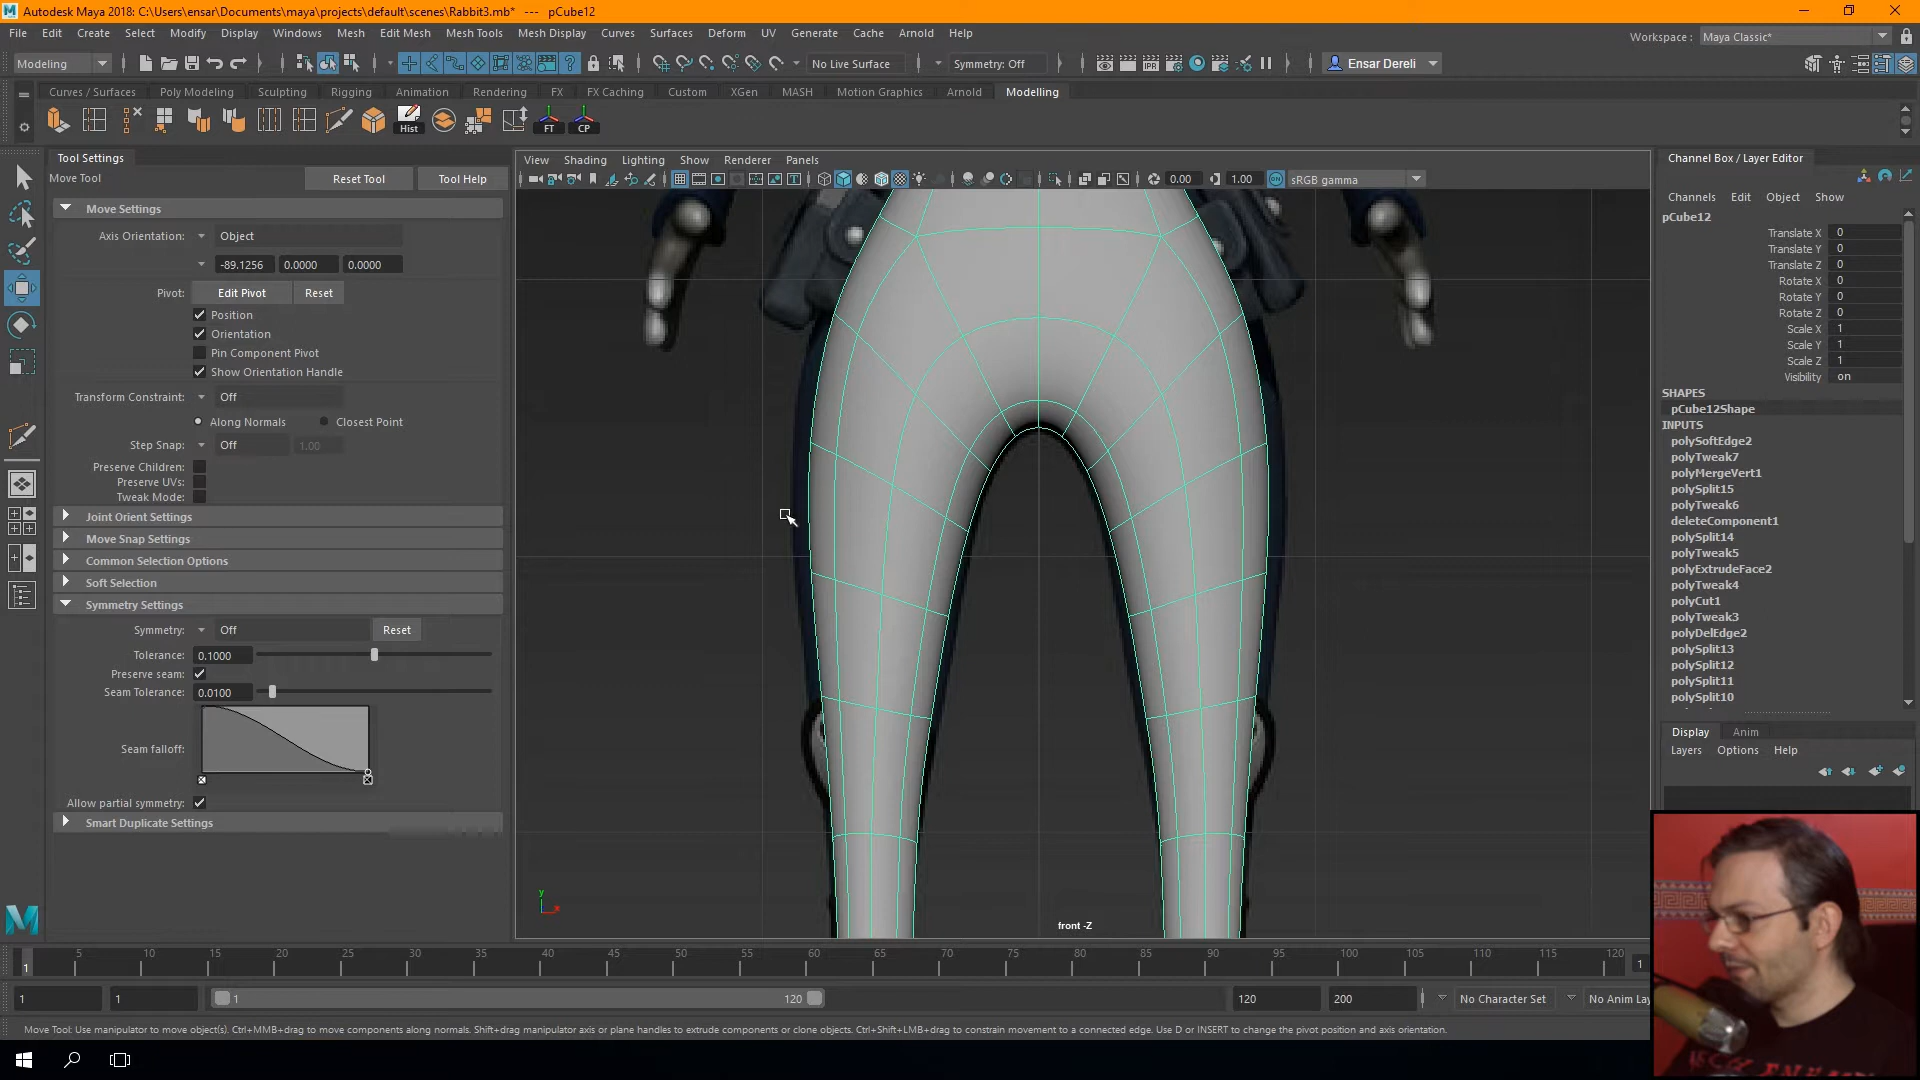 Autodesk Maya 2018: C:\Users\ensar\Documents\maya\projects\default\scenes\Rabbit3.mb* --- pCube12
File Edit Create Select Modify Display Windows Mesh Edit Mesh Mesh Tools Mesh Display Curves Surfaces Deform UV Generate Cache Arnold Help
Workspace : Maya Classic*
Modeling No Live Surface Symmetry: Off Ensar Dereli
Curves / Surfaces Poly Modeling Sculpting Rigging Animation Rendering FX FX Caching Custom XGen MASH Motion Graphics Arnold Modelling
Hist FT CP
Tool Settings
Move Tool Reset Tool Tool Help
Move Settings
Axis Orientation: Object
-89.1256 0.0000 0.0000
Pivot: Edit Pivot Reset
Position
Orientation
Pin Component Pivot
Show Orientation Handle
Transform Constraint: Off
Along Normals Closest Point
Step Snap: Off 1.00
Preserve Children:
Preserve UVs:
Tweak Mode:
Joint Orient Settings
Move Snap Settings
Common Selection Options
Soft Selection
Symmetry Settings
Symmetry: Off Reset
Tolerance: 0.1000
Preserve seam:
Seam Tolerance: 0.0100
Seam falloff:
Allow partial symmetry:
Smart Duplicate Settings
View Shading Lighting Show Renderer Panels
0.00 1.00 sRGB gamma
y
x
front -Z
Channel Box / Layer Editor
Channels Edit Object Show
pCube12
Translate X 0
Translate Y 0
Translate Z 0
Rotate X 0
Rotate Y 0
Rotate Z 0
Scale X 1
Scale Y 1
Scale Z 1
Visibility on
SHAPES
pCube12Shape
INPUTS
polySoftEdge2
polyTweak7
polyMergeVert1
polySplit15
polyTweak6
deleteComponent1
polySplit14
polyTweak5
polyExtrudeFace2
polyTweak4
polyCut1
polyTweak3
polyDelEdge2
polySplit13
polySplit12
polySplit11
polySplit10
Display Anim
Layers Options Help
1 5 10 15 20 25 30 35 40 45 50 55 60 65 70 75 80 85 90 95 100 105 110 115 120 1
1 1 1 120 120 200 No Character Set No Anim Lay
Move Tool: Use manipulator to move object(s). Ctrl+MMB+drag to move components along normals. Shift+drag manipulator axis or plane handles to extrude components or clone objects. Ctrl+Shift+LMB+drag to constrain movement to a connected edge. Use D or INSERT to change the pivot position and axis orientation.